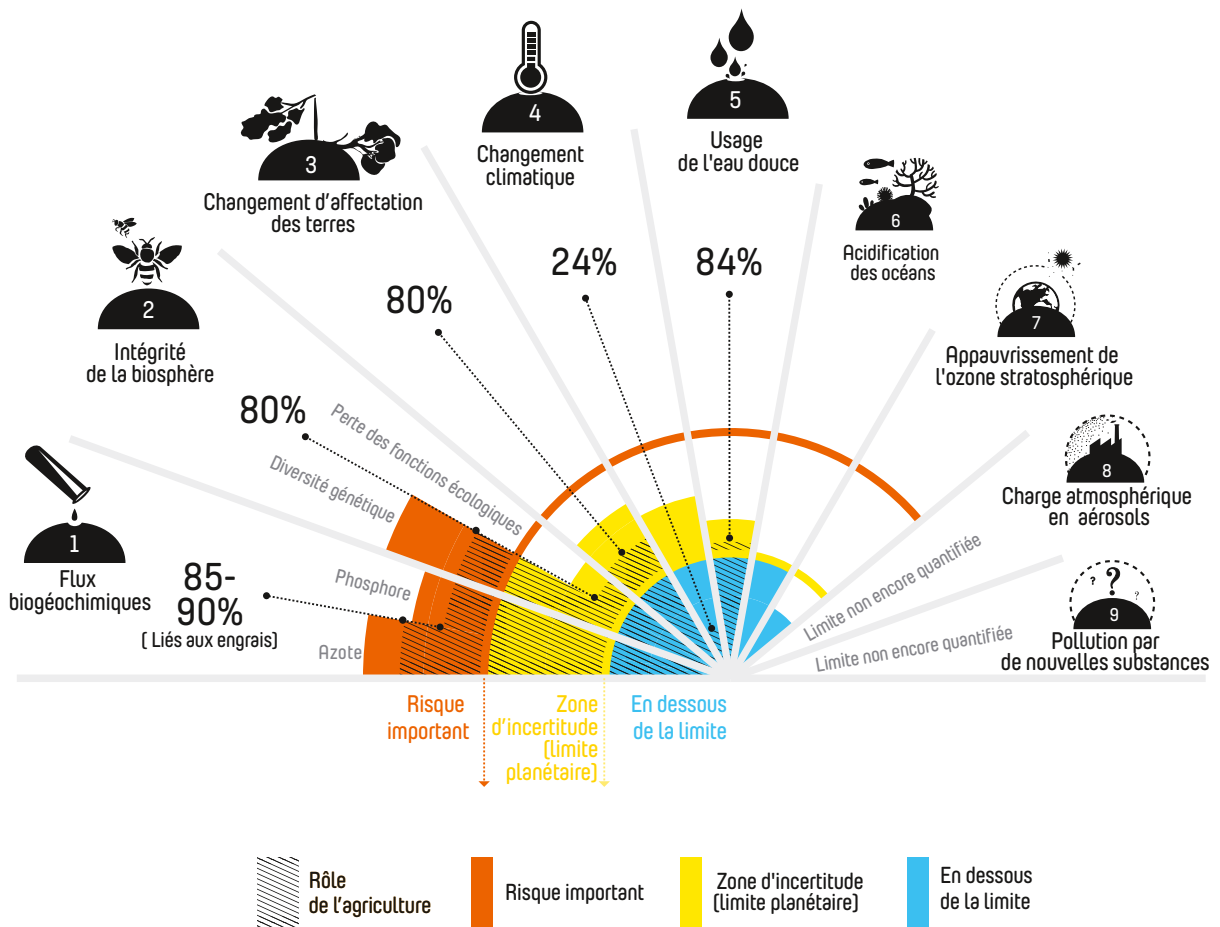 1
Flux
biogéochimiques
2
Intégrité
de la biosphère
3
Changement d'affectation
des terres
4
Changement
climatique
5
Usage
de l'eau douce
6
Acidification
des océans
7
Appauvrissement de
l'ozone stratosphérique
8
Charge atmosphérique
en aérosols
? ? ?
9
Pollution par
de nouvelles substances
85-
90%
( Liés aux engrais)
80%
80%
24%
84%
Azote
Phosphore
Diversité génétique
Perte des fonctions écologiques
Limite non encore quantifiée
Limite non encore quantifiée
Risque
important
Zone
d'incertitude
(limite
planétaire)
En dessous
de la limite
Rôle
de l'agriculture
Risque important
Zone d'incertitude
(limite planétaire)
En dessous
de la limite